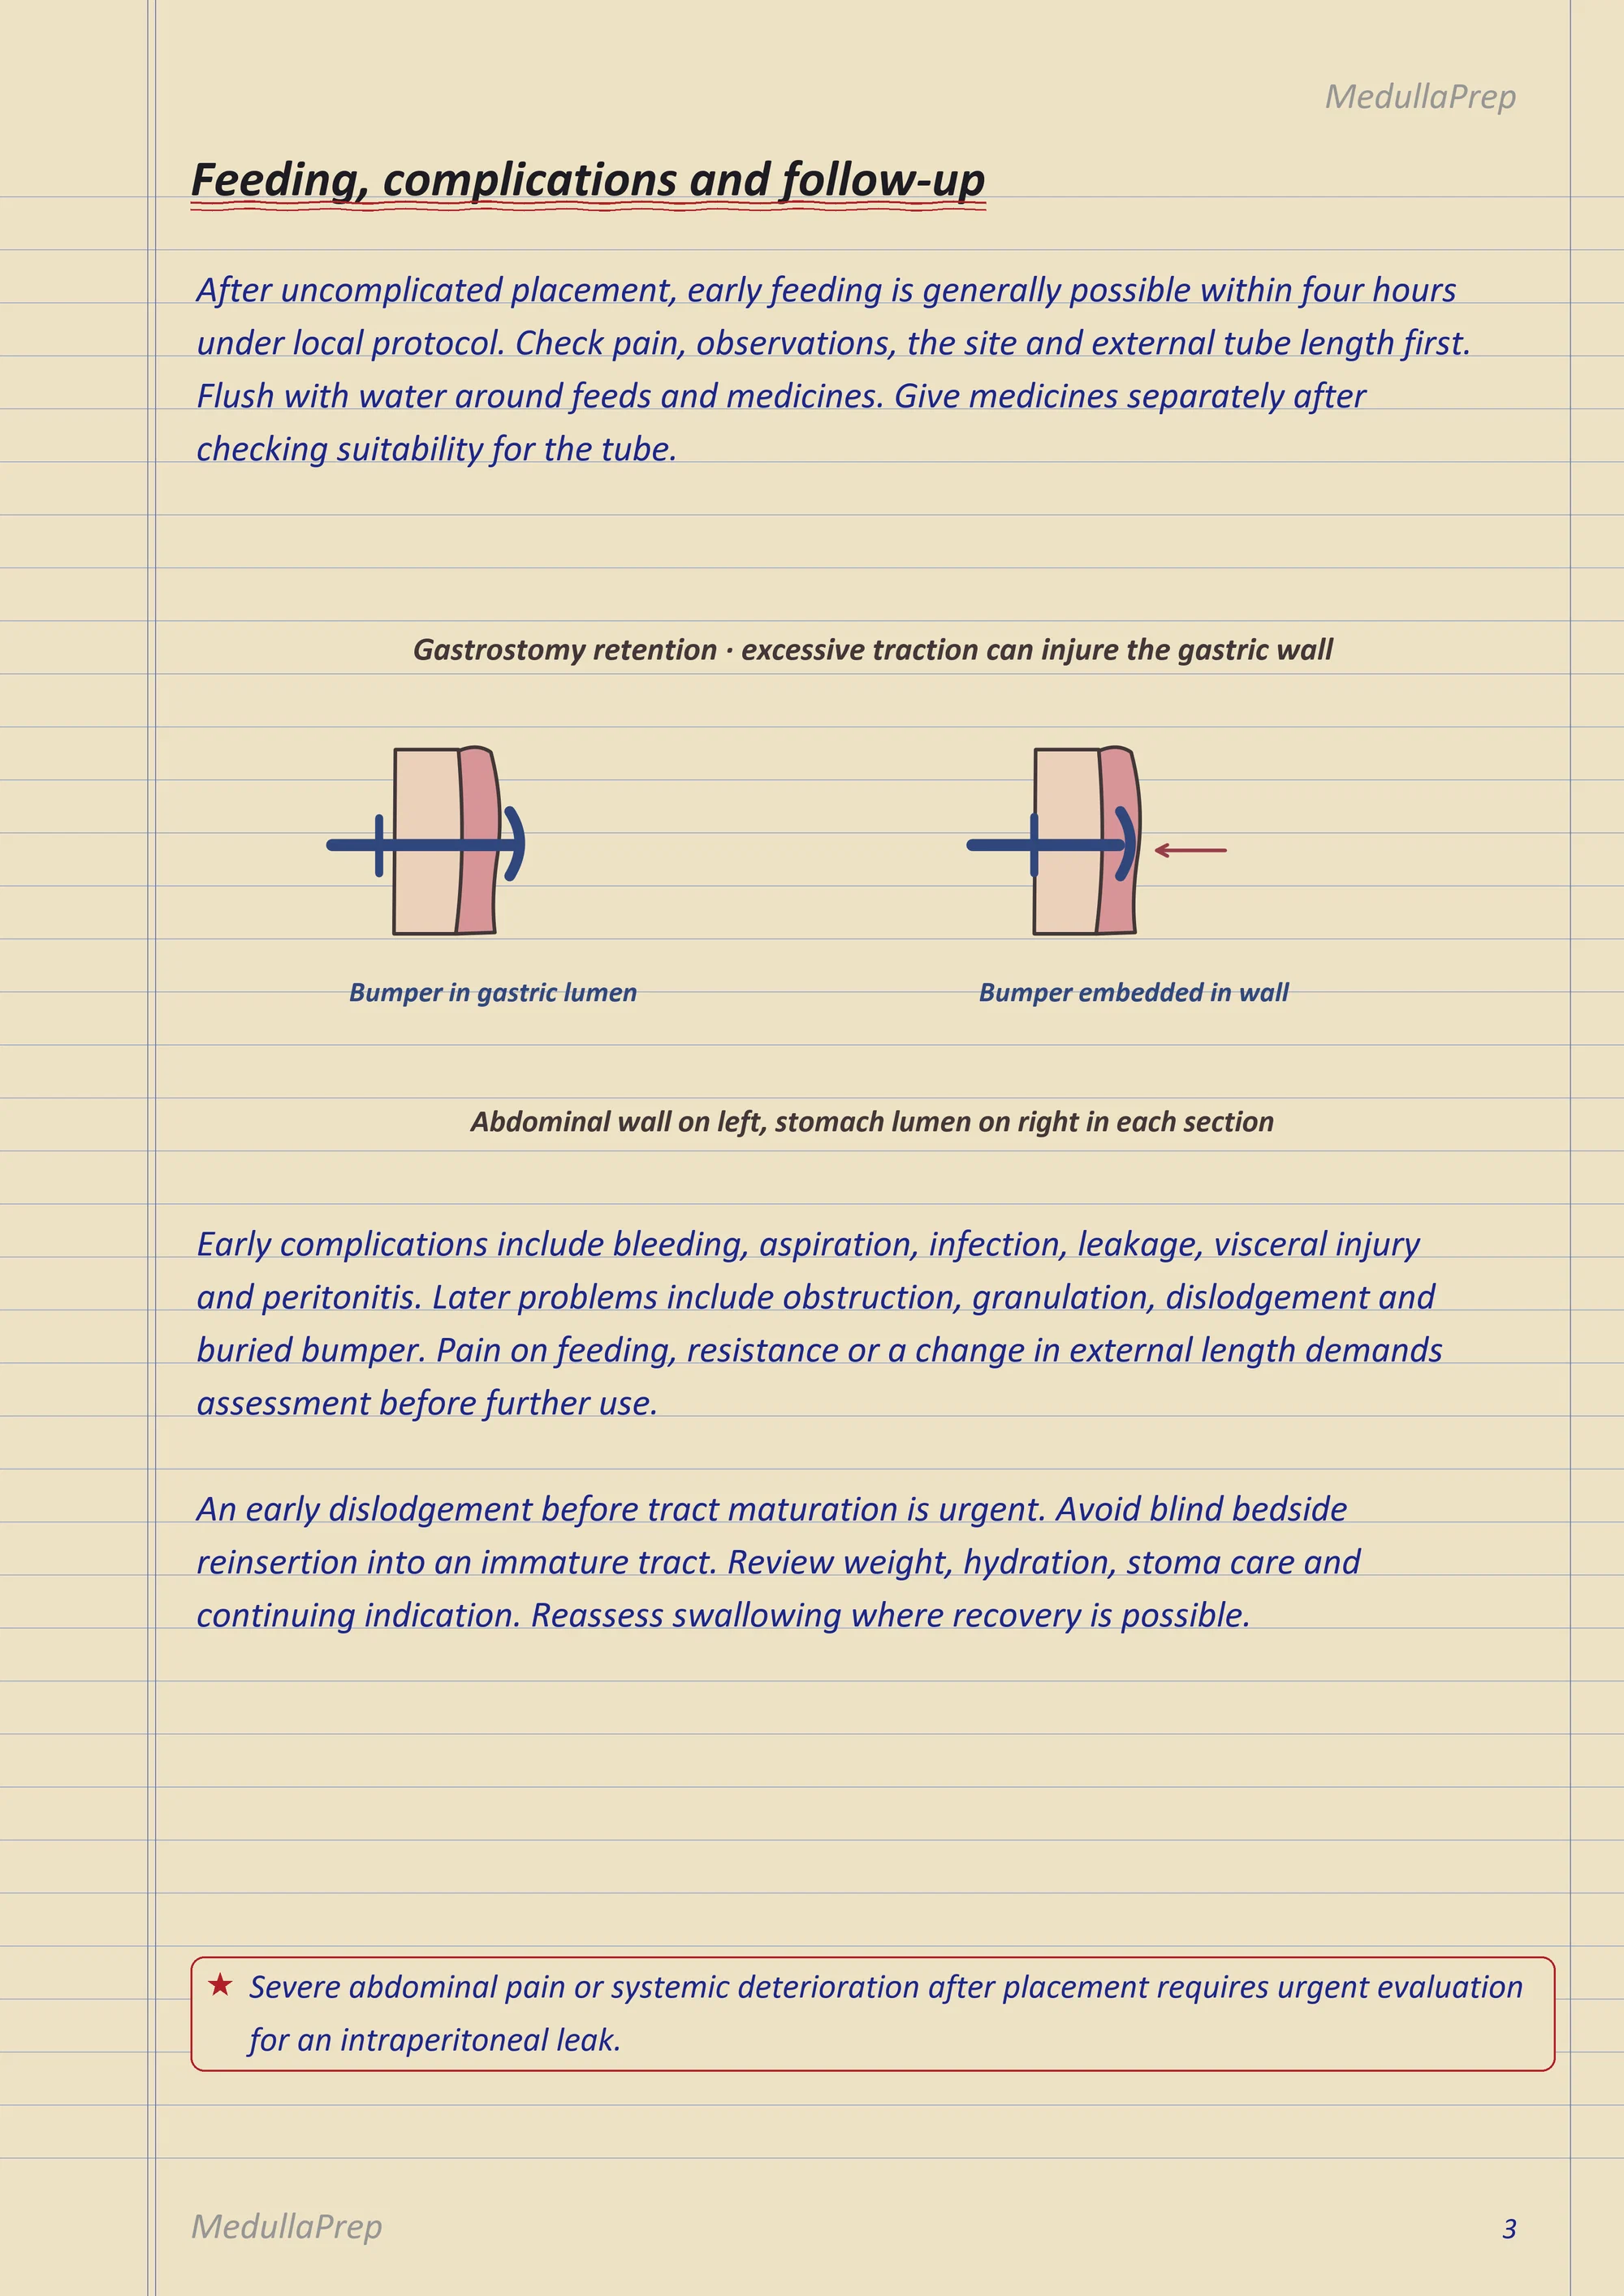 MedullaPrep
Feeding, complications and follow-up
After uncomplicated placement, early feeding is generally possible within four hours
under local protocol. Check pain, observations, the site and external tube length first.
Flush with water around feeds and medicines. Give medicines separately after
checking suitability for the tube.
Gastrostomy retention · excessive traction can injure the gastric wall
Bumper in gastric lumen
Bumper embedded in wall
Abdominal wall on left, stomach lumen on right in each section
Early complications include bleeding, aspiration, infection, leakage, visceral injury
and peritonitis. Later problems include obstruction, granulation, dislodgement and
buried bumper. Pain on feeding, resistance or a change in external length demands
assessment before further use.
An early dislodgement before tract maturation is urgent. Avoid blind bedside
reinsertion into an immature tract. Review weight, hydration, stoma care and
continuing indication. Reassess swallowing where recovery is possible.
★ Severe abdominal pain or systemic deterioration after placement requires urgent evaluation
for an intraperitoneal leak.
MedullaPrep
3